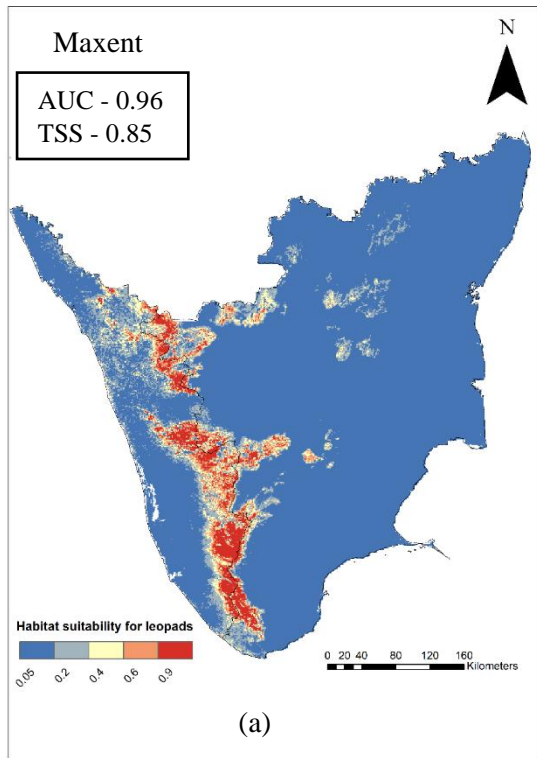 Maxent
N
AUC - 0.96
TSS - 0.85
Habitat suitability for leopads
0.05 0.2 0.4 0.6 0.9
0 20 40 80 120 160
Kilometers
(a)